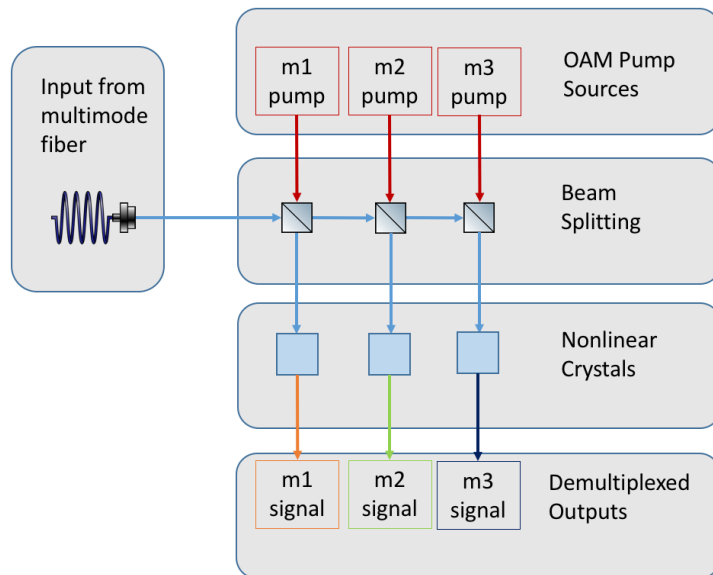 Input from
multimode
fiber
m1
pump
m2
pump
m3
pump
OAM Pump
Sources
Beam
Splitting
Nonlinear
Crystals
m1
signal
m2
signal
m3
signal
Demultiplexed
Outputs